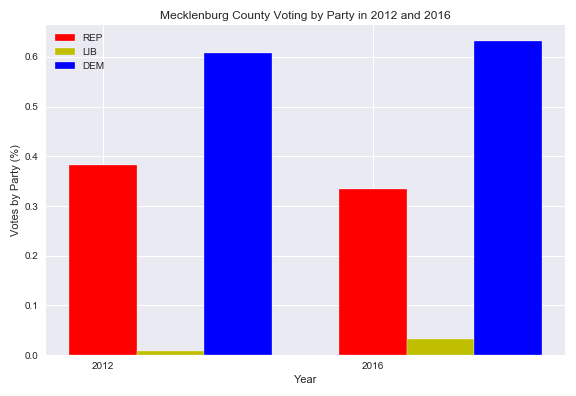 Mecklenburg County Voting by Party in 2012 and 2016
REP
LIB
DEM
0.6
0.5
0.4
0.3
0.2
0.1
0.0
Votes by Party (%)
2012
2016
Year